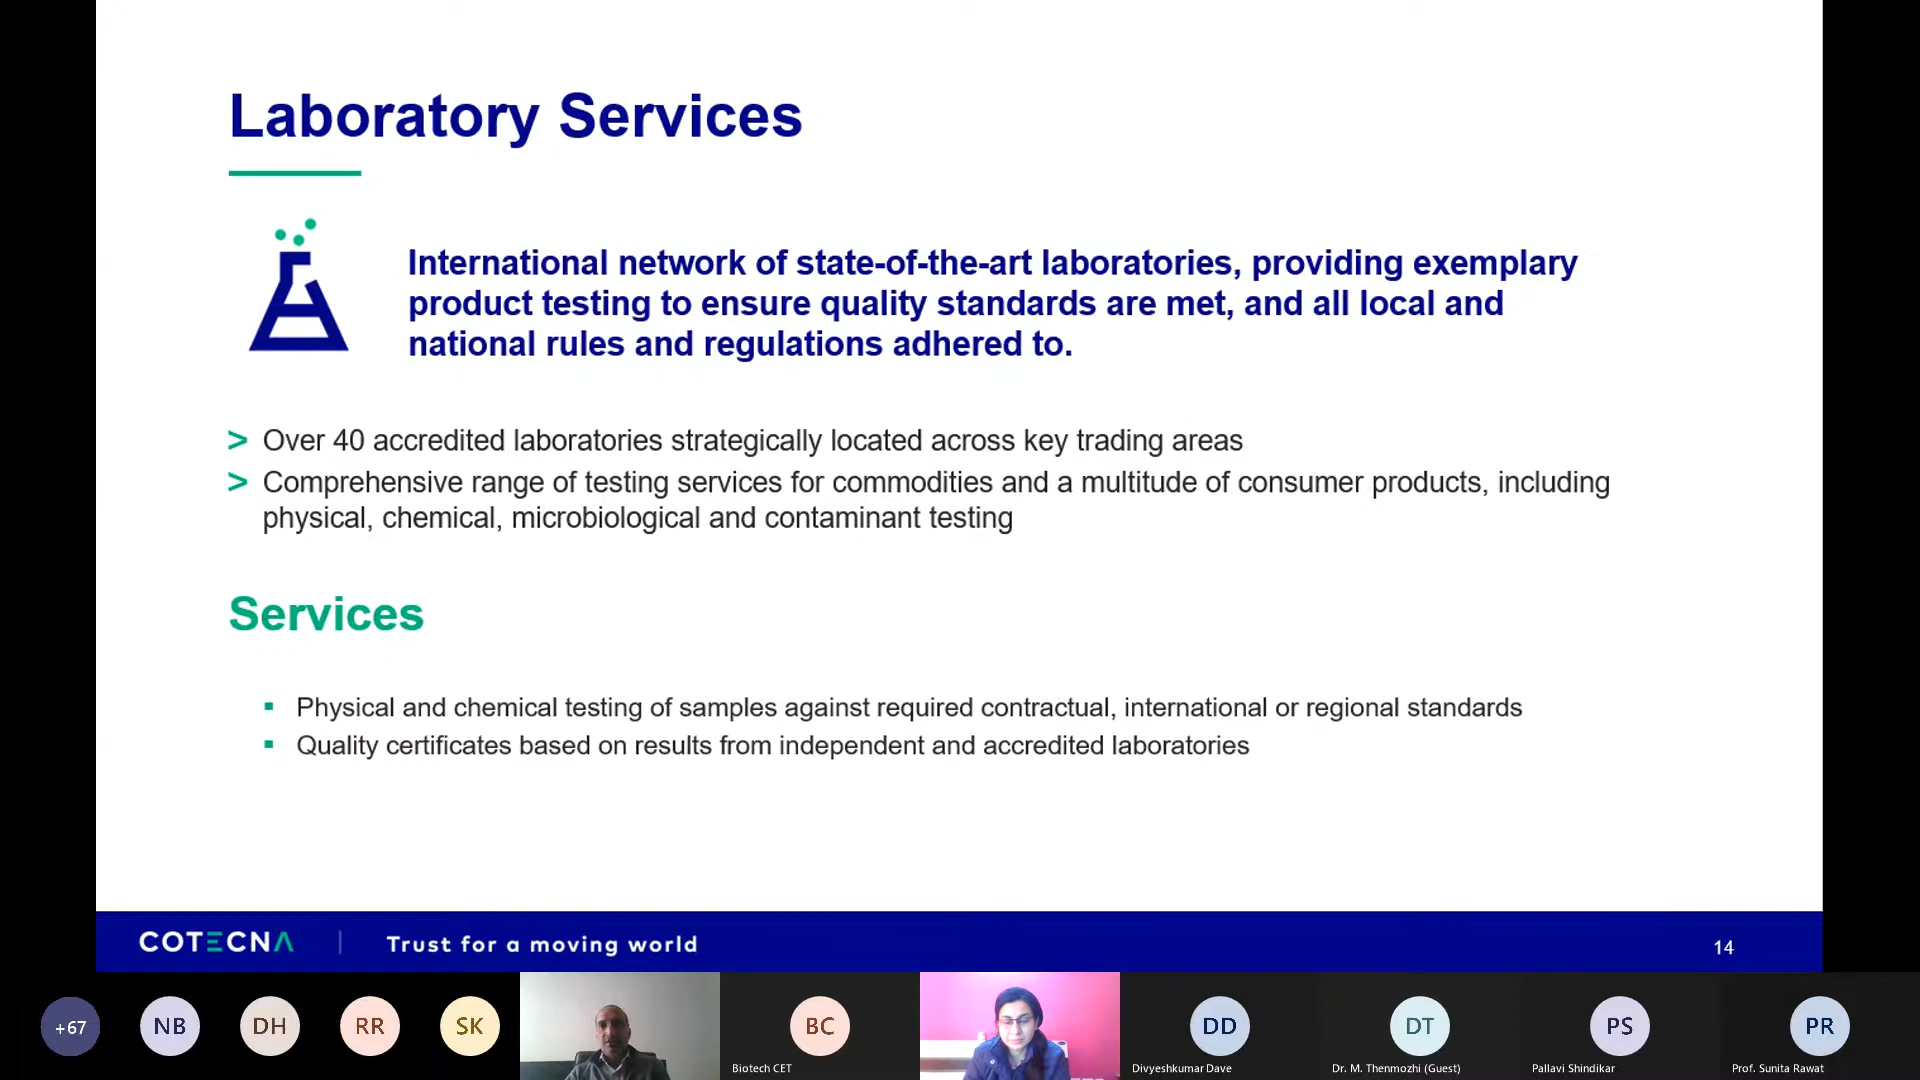 Laboratory Services
International network of state-of-the-art laboratories, providing exemplary
product testing to ensure quality standards are met, and all local and
national rules and regulations adhered to.
> Over 40 accredited laboratories strategically located across key trading areas
> Comprehensive range of testing services for commodities and a multitude of consumer products, including
physical, chemical, microbiological and contaminant testing
Services
▪ Physical and chemical testing of samples against required contractual, international or regional standards
▪ Quality certificates based on results from independent and accredited laboratories
COTECNA | Trust for a moving world
14
+67 NB DH RR SK BC DD DT PS PR
Biotech CET Divyeshkumar Dave Dr. M. Thenmozhi (Guest) Pallavi Shindikar Prof. Sunita Rawat